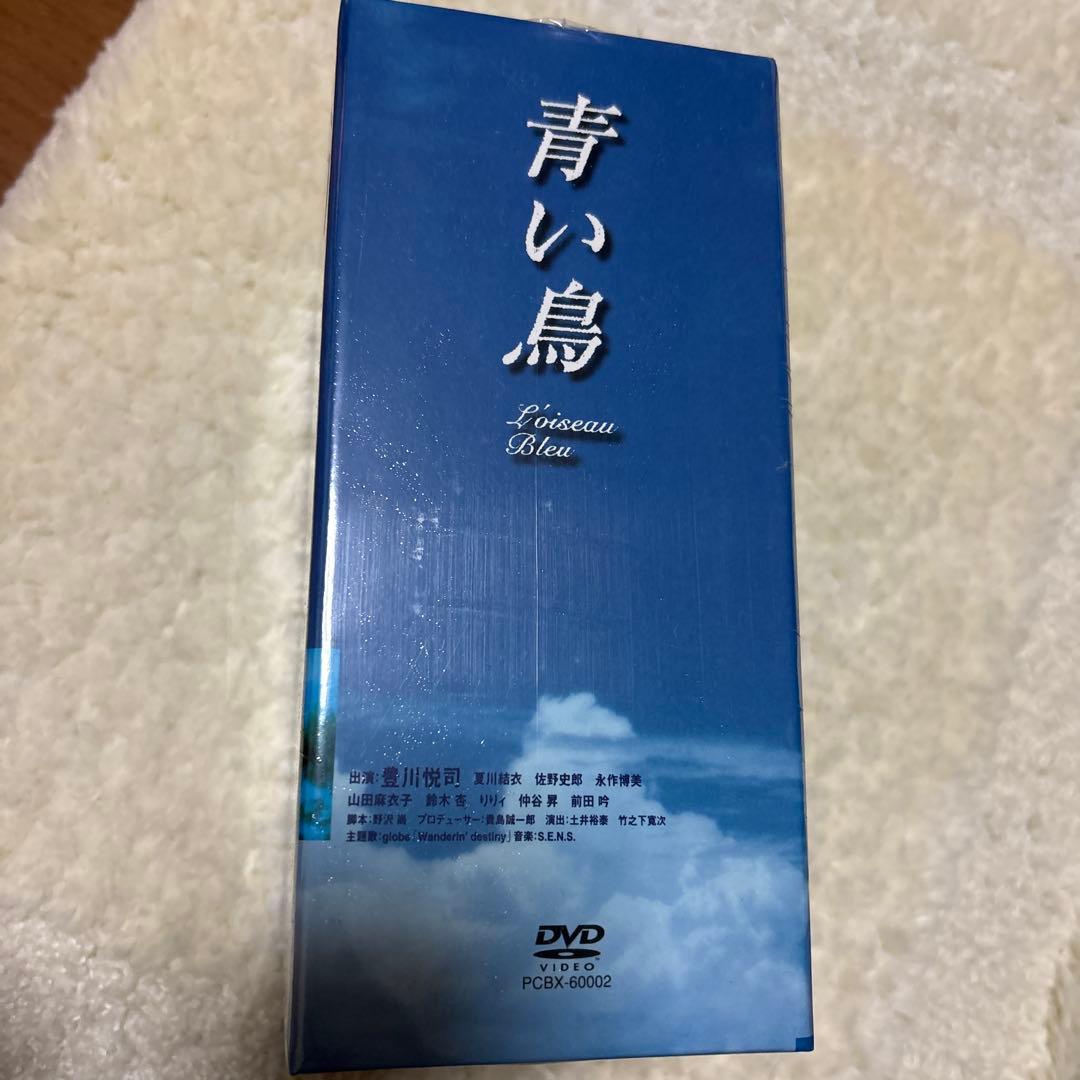 青い鳥
L'oiseau
Bleu
出演:豊川悦司 夏川結衣 佐野史郎 永作博美
山田麻衣子 鈴木杏 りりィ 仲谷昇 前田吟
脚本:野沢尚 プロデューサー:貴島誠一郎 演出:土井裕泰 竹之下寛次
主題歌:globe「Wanderin' destiny」音楽:S.E.N.S.
DVD
VIDEO™
PCBX-60002